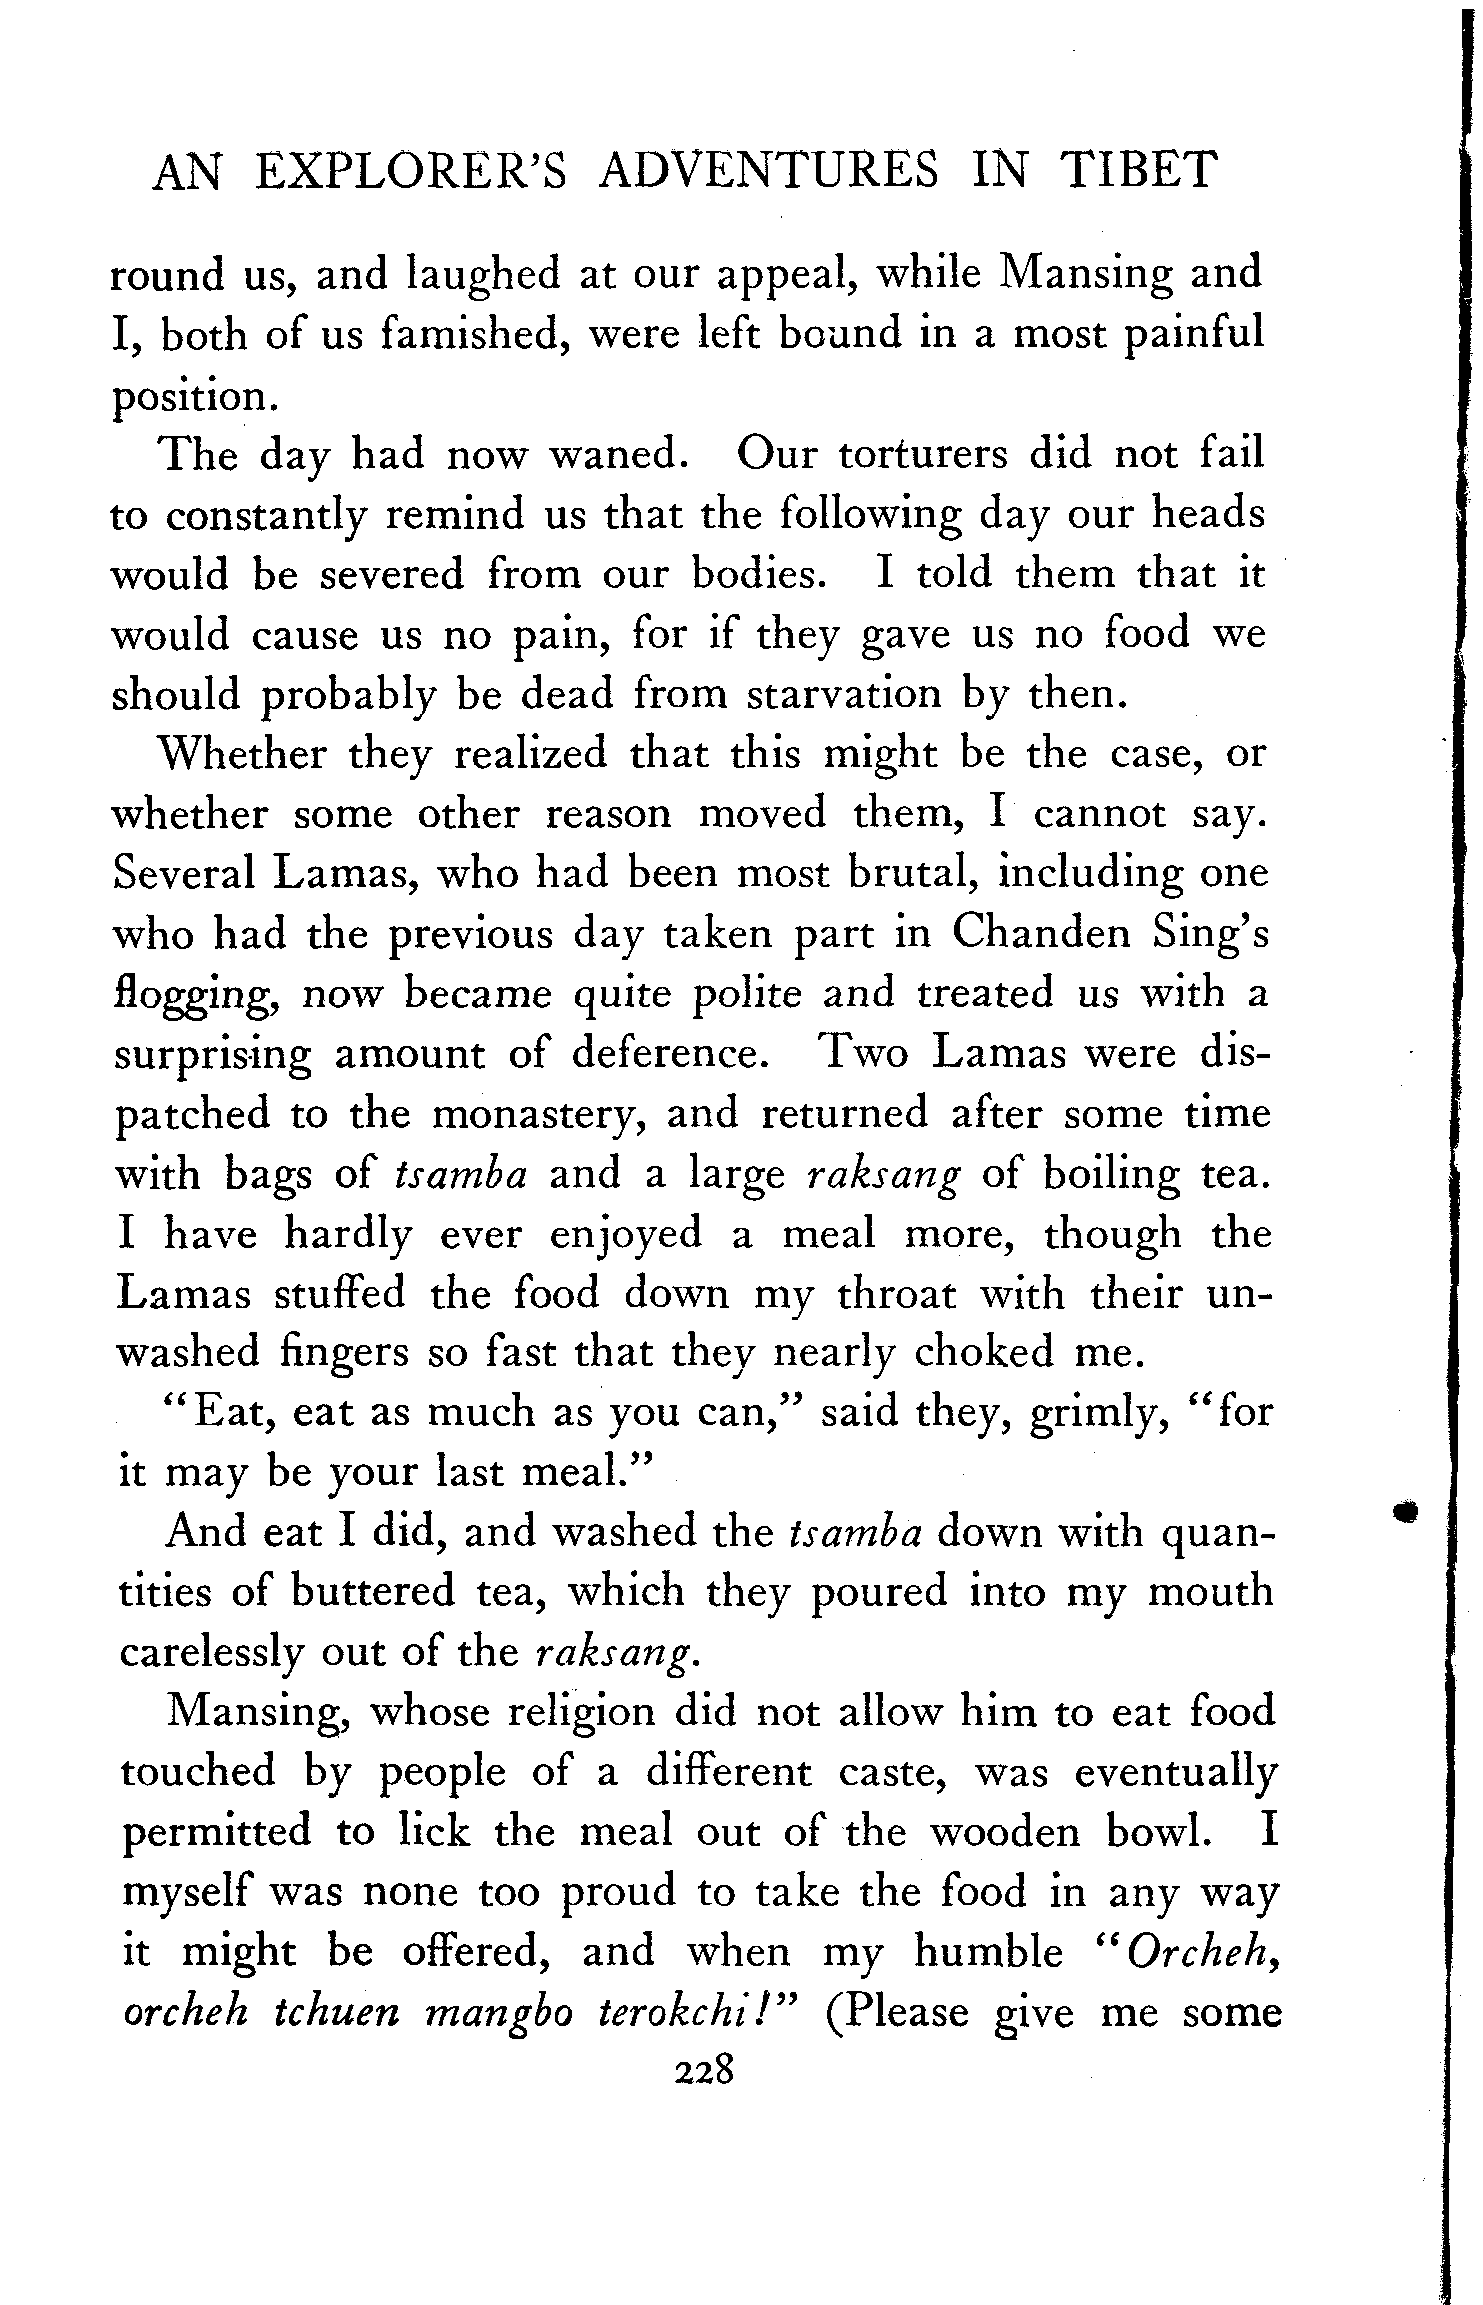 AN EXPLORER'S ADVENTURES IN TIBET
round us, and laughed at our appeal, while Mansing and
I, both of us famished, were left bound in a most painful
position.
The day had now waned. Our torturers did not fail
to constantly remind us that the following day our heads
would be severed from our bodies. I told them that it
would cause us no pain, for if they gave us no food we
should probably be dead from starvation by then.
Whether they realized that this might be the case, or
whether some other reason moved them, I cannot say.
Several Lamas, who had been most brutal, including one
who had the previous day taken part in Chanden Sing's
flogging, now became quite polite and treated us with a
surprising amount of deference. Two Lamas were dis-
patched to the monastery, and returned after some time
with bags of tsamba and a large raksang of boiling tea.
I have hardly ever enjoyed a meal more, though the
Lamas stuffed the food down my throat with their un-
washed fingers so fast that they nearly choked me.
"Eat, eat as much as you can," said they, grimly, "for
it may be your last meal."
And eat I did, and washed the tsamba down with quan-
tities of buttered tea, which they poured into my mouth
carelessly out of the raksang.
Mansing, whose religion did not allow him to eat food
touched by people of a different caste, was eventually
permitted to lick the meal out of the wooden bowl. I
myself was none too proud to take the food in any way
it might be offered, and when my humble "Orcheh,
orcheh tchuen mangbo terokchi!" (Please give me some
228